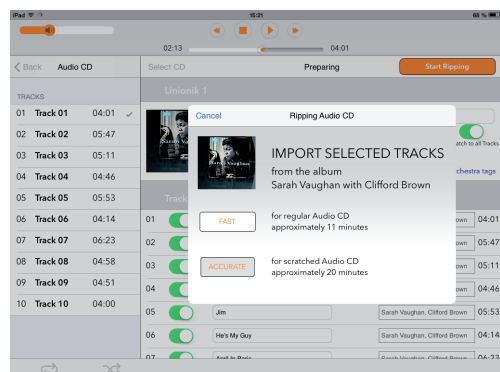 iPad 15:21 68 %
02:13 04:01
Back Audio CD Select CD Preparing Start Ripping
Linionik 1
TRACKS
01 Track 01 04:01
02 Track 02 05:47
03 Track 03 05:11
04 Track 04 04:46
05 Track 05 05:53
06 Track 06 04:14
07 Track 07 06:23
08 Track 08 04:58
09 Track 09 04:51
10 Track 10 04:00
Cancel Ripping Audio CD
Sarah Vaughan
IMPORT SELECTED TRACKS
from the album
Sarah Vaughan with Clifford Brown
FAST
for regular Audio CD
approximately 11 minutes
ACCURATE
for scratched Audio CD
approximately 20 minutes
to all Tracks
chestra tags
Track
01 own 04:01
02 own 05:47
03 own 05:11
04 own 04:46
05 Jim Sarah Vaughan, Clifford Brown 05:53
06 He's My Guy Sarah Vaughan, Clifford Brown 04:14
07 April In Paris Sarah Vaughan, Clifford Brown 06:23